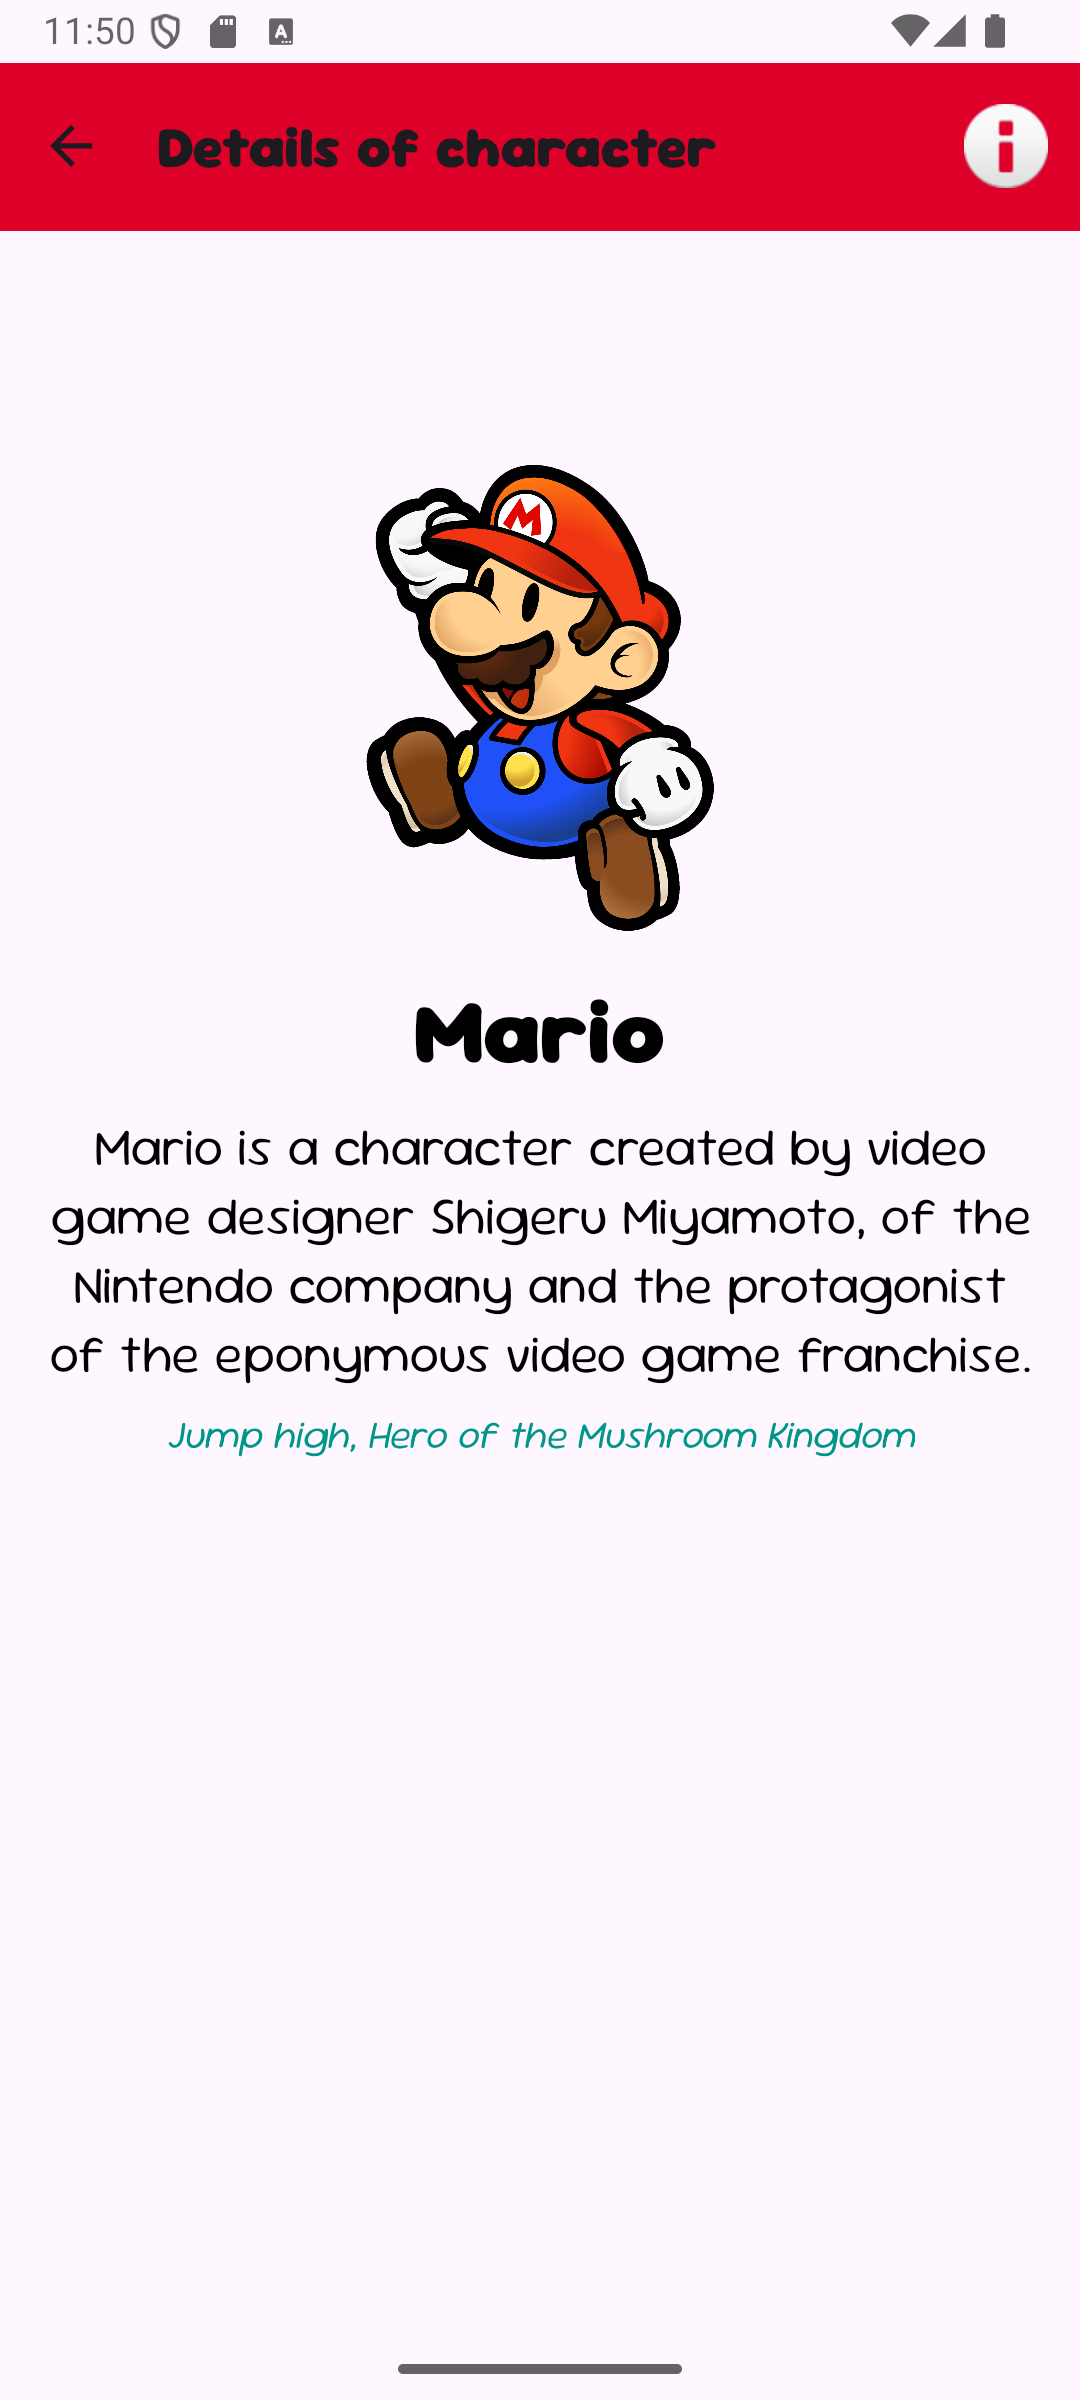 11:50
Details of character
M
Mario
Mario is a character created by video
game designer Shigeru Miyamoto, of the
Nintendo company and the protagonist
of the eponymous video game franchise.
Jump high, Hero of the Mushroom Kingdom